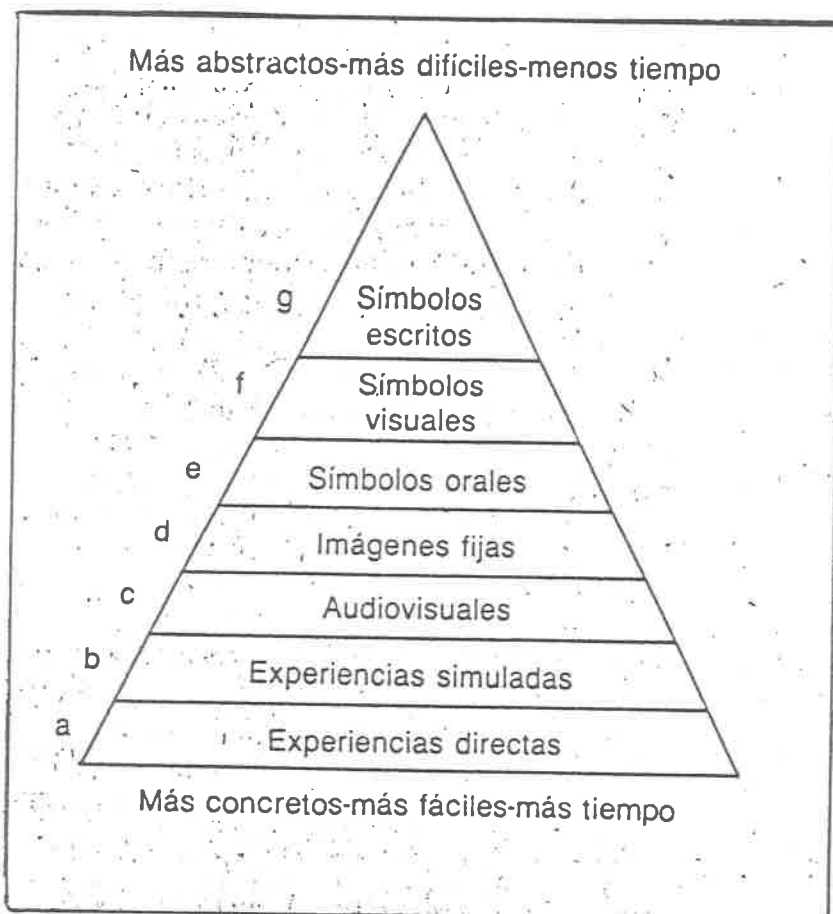 Más abstractos-más difíciles-menos tiempo
g
Símbolos
escritos
f
Símbolos
visuales
e
Símbolos orales
d
Imágenes fijas
c
Audiovisuales
b
Experiencias simuladas
a
Experiencias directas
Más concretos-más fáciles-más tiempo